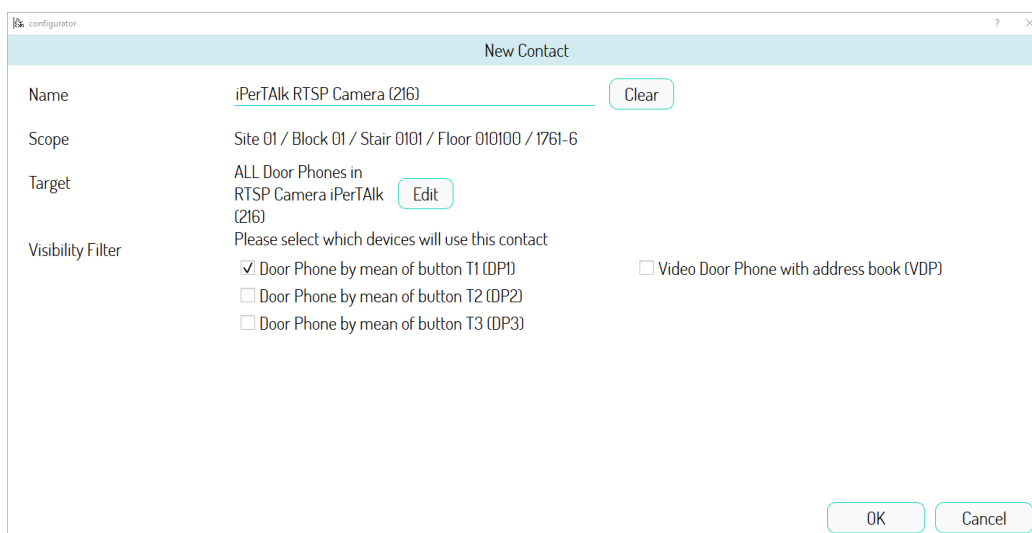 configurator
New Contact
Name iPerTAlk RTSP Camera (216) Clear
Scope Site 01 / Block 01 / Stair 0101 / Floor 010100 / 1761-6
Target ALL Door Phones in
RTSP Camera iPerTAlk Edit
(216)
Visibility Filter Please select which devices will use this contact
Door Phone by mean of button T1 (DP1) Video Door Phone with address book (VDP)
Door Phone by mean of button T2 (DP2)
Door Phone by mean of button T3 (DP3)
OK Cancel